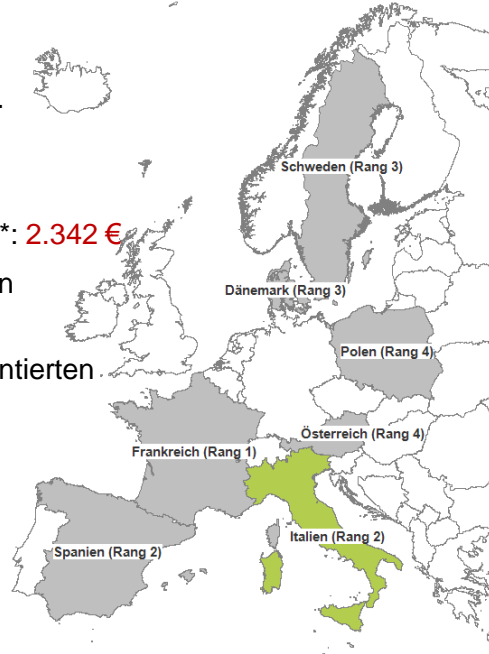 .
Schweden (Rang 3)
*: 2.342 €
n
Dänemark (Rang 3)
Polen (Rang 4)
ntierten
Österreich (Rang 4)
Frankreich (Rang 1)
Italien (Rang 2)
Spanien (Rang 2)